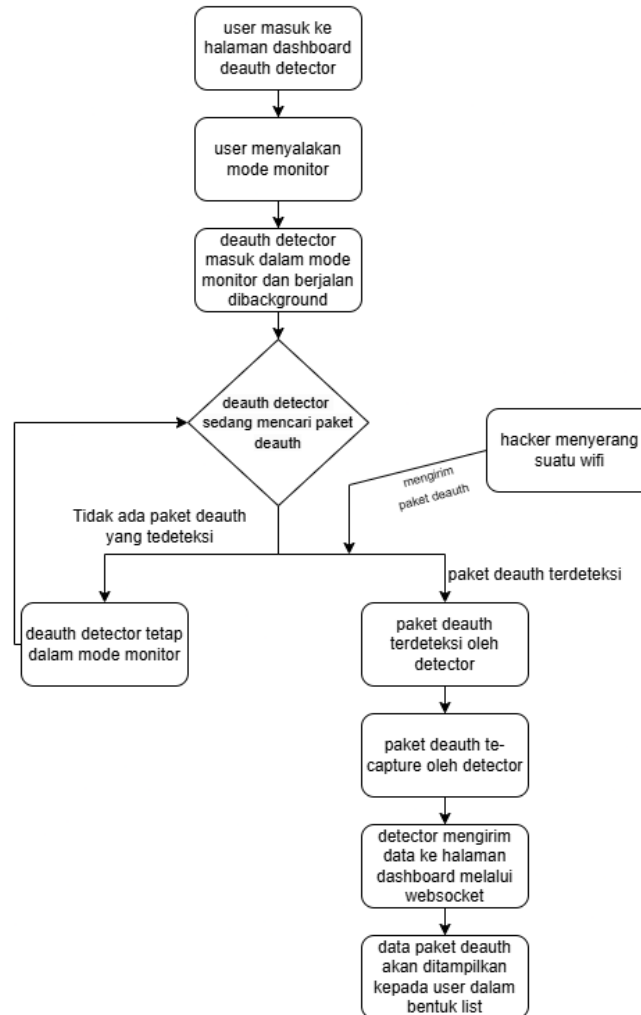 user masuk ke
halaman dashboard
deauth detector
user menyalakan
mode monitor
deauth detector
masuk dalam mode
monitor dan berjalan
dibackground
deauth detector
sedang mencari paket
deauth
hacker menyerang
suatu wifi
mengirim
paket deauth
Tidak ada paket deauth
yang tedeteksi
paket deauth terdeteksi
deauth detector tetap
dalam mode monitor
paket deauth
terdeteksi oleh
detector
paket deauth te-
capture oleh detector
detector mengirim
data ke halaman
dashboard melalui
websocket
data paket deauth
akan ditampilkan
kepada user dalam
bentuk list